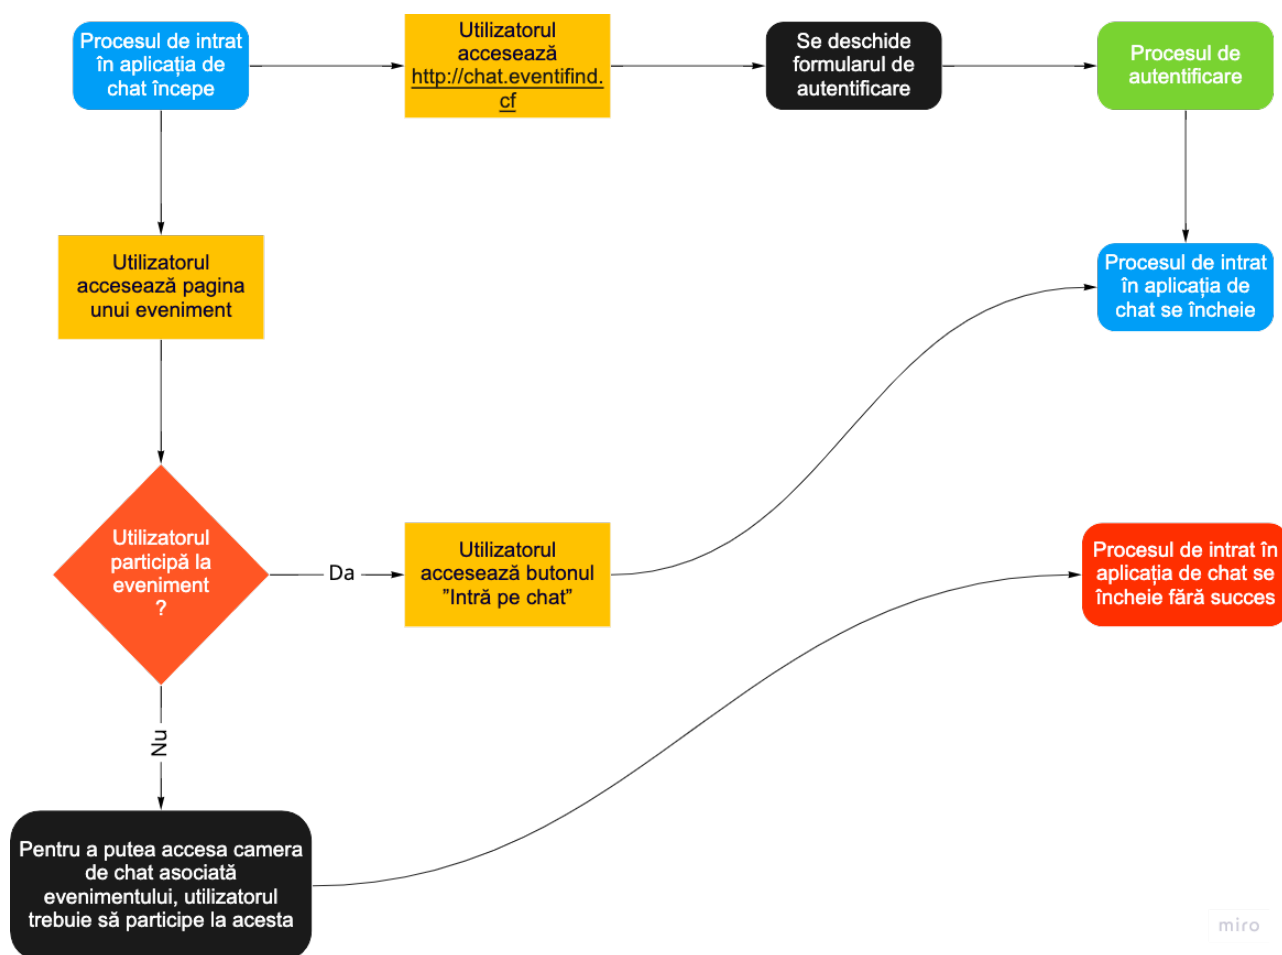 Procesul de intrat
în aplicația de
chat începe
Utilizatorul
accesează
http://chat.eventifind.
cf
Se deschide
formularul de
autentificare
Procesul de
autentificare
Utilizatorul
accesează pagina
unui eveniment
Procesul de intrat
în aplicația de
chat se încheie
Utilizatorul
participă la
eveniment
?
Da
Utilizatorul
accesează butonul
”Intră pe chat”
Procesul de intrat în
aplicația de chat se
încheie fără succes
Nu
Pentru a putea accesa camera
de chat asociată
evenimentului, utilizatorul
trebuie să participe la acesta
miro